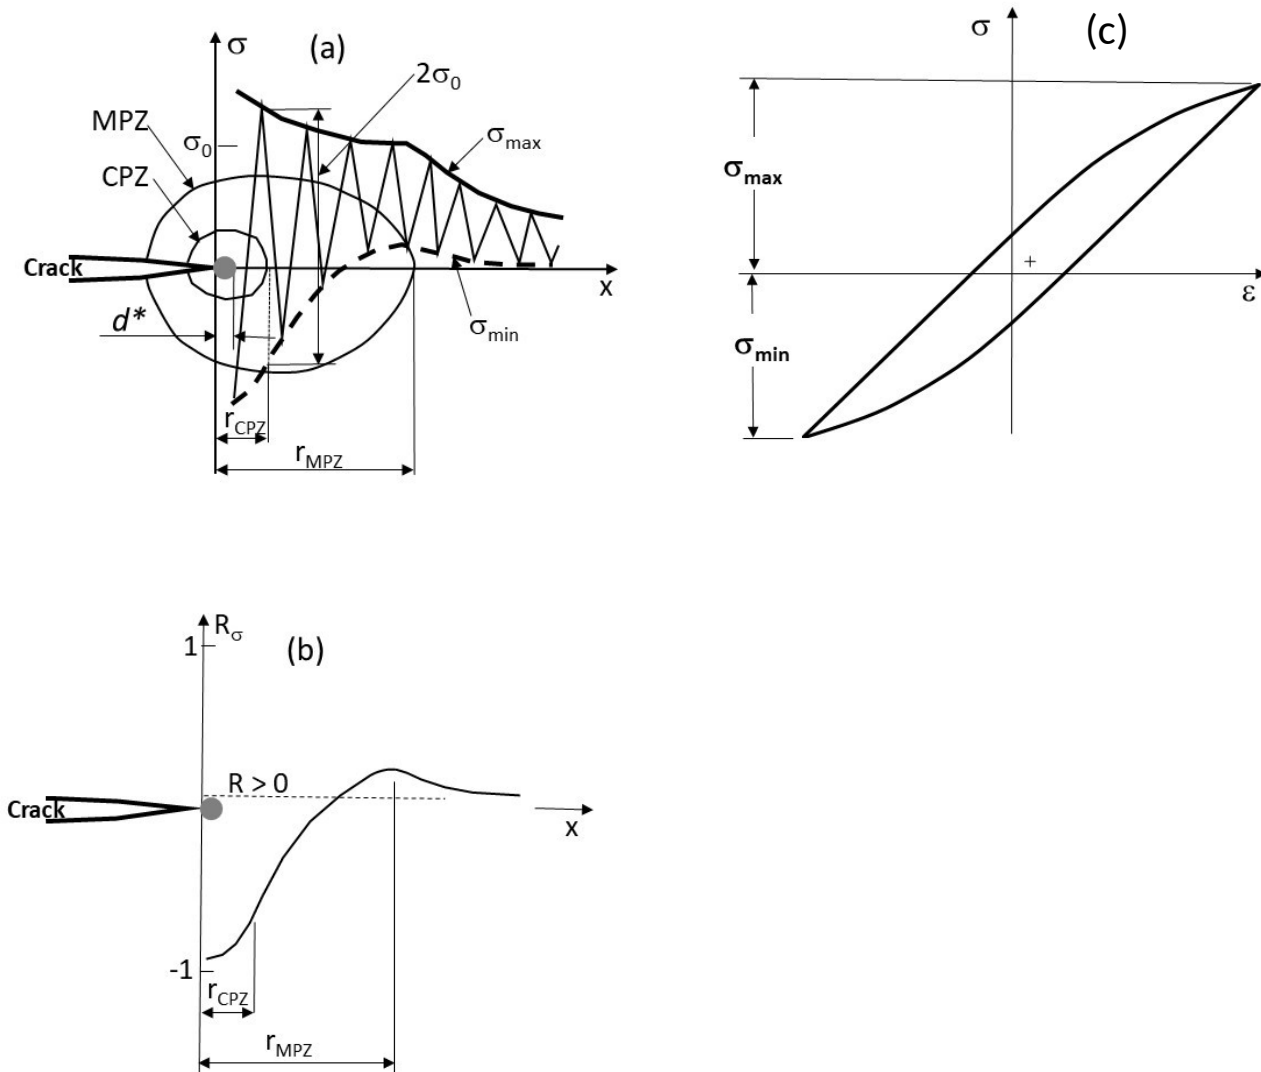 (a)
σ
2σ₀
MPZ
σ₀
σmax
CPZ
Crack
x
d*
σmin
rCPZ
rMPZ
(c)
σ
σmax
+
ε
σmin
Rσ
1
(b)
R > 0
Crack
x
-1
rCPZ
rMPZ